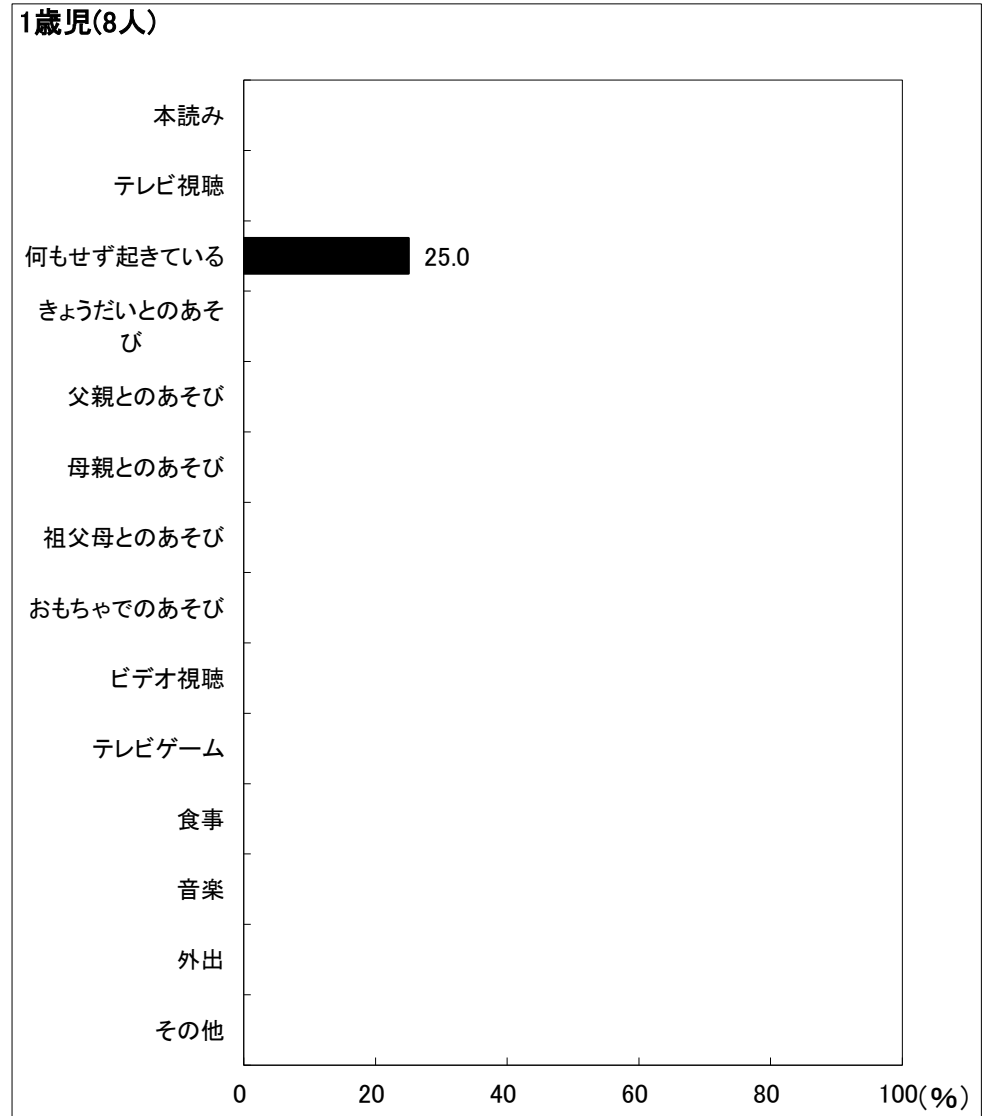 1歳児(8人)
本読み
テレビ視聴
何もせず起きている
25.0
きょうだいとのあそ
び
父親とのあそび
母親とのあそび
祖父母とのあそび
おもちゃでのあそび
ビデオ視聴
テレビゲーム
食事
音楽
外出
その他
0 20 40 60 80 100(%)